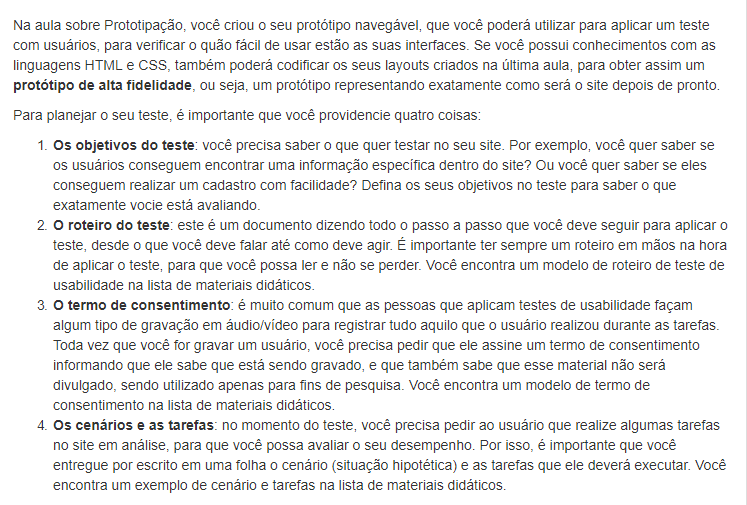 Na aula sobre Prototipação, você criou o seu protótipo navegável, que você poderá utilizar para aplicar um teste
com usuários, para verificar o quão fácil de usar estão as suas interfaces. Se você possui conhecimentos com as
linguagens HTML e CSS, também poderá codificar os seus layouts criados na última aula, para obter assim um
protótipo de alta fidelidade, ou seja, um protótipo representando exatamente como será o site depois de pronto.
Para planejar o seu teste, é importante que você providencie quatro coisas:
1. Os objetivos do teste: você precisa saber o que quer testar no seu site. Por exemplo, você quer saber se
os usuários conseguem encontrar uma informação específica dentro do site? Ou você quer saber se eles
conseguem realizar um cadastro com facilidade? Defina os seus objetivos no teste para saber o que
exatamente vocie está avaliando.
2. O roteiro do teste: este é um documento dizendo todo o passo a passo que você deve seguir para aplicar o
teste, desde o que você deve falar até como deve agir. É importante ter sempre um roteiro em mãos na hora
de aplicar o teste, para que você possa ler e não se perder. Você encontra um modelo de roteiro de teste de
usabilidade na lista de materiais didáticos.
3. O termo de consentimento: é muito comum que as pessoas que aplicam testes de usabilidade façam
algum tipo de gravação em áudio/vídeo para registrar tudo aquilo que o usuário realizou durante as tarefas.
Toda vez que você for gravar um usuário, você precisa pedir que ele assine um termo de consentimento
informando que ele sabe que está sendo gravado, e que também sabe que esse material não será
divulgado, sendo utilizado apenas para fins de pesquisa. Você encontra um modelo de termo de
consentimento na lista de materiais didáticos.
4. Os cenários e as tarefas: no momento do teste, você precisa pedir ao usuário que realize algumas tarefas
no site em análise, para que você possa avaliar o seu desempenho. Por isso, é importante que você
entregue por escrito em uma folha o cenário (situação hipotética) e as tarefas que ele deverá executar. Você
encontra um exemplo de cenário e tarefas na lista de materiais didáticos.